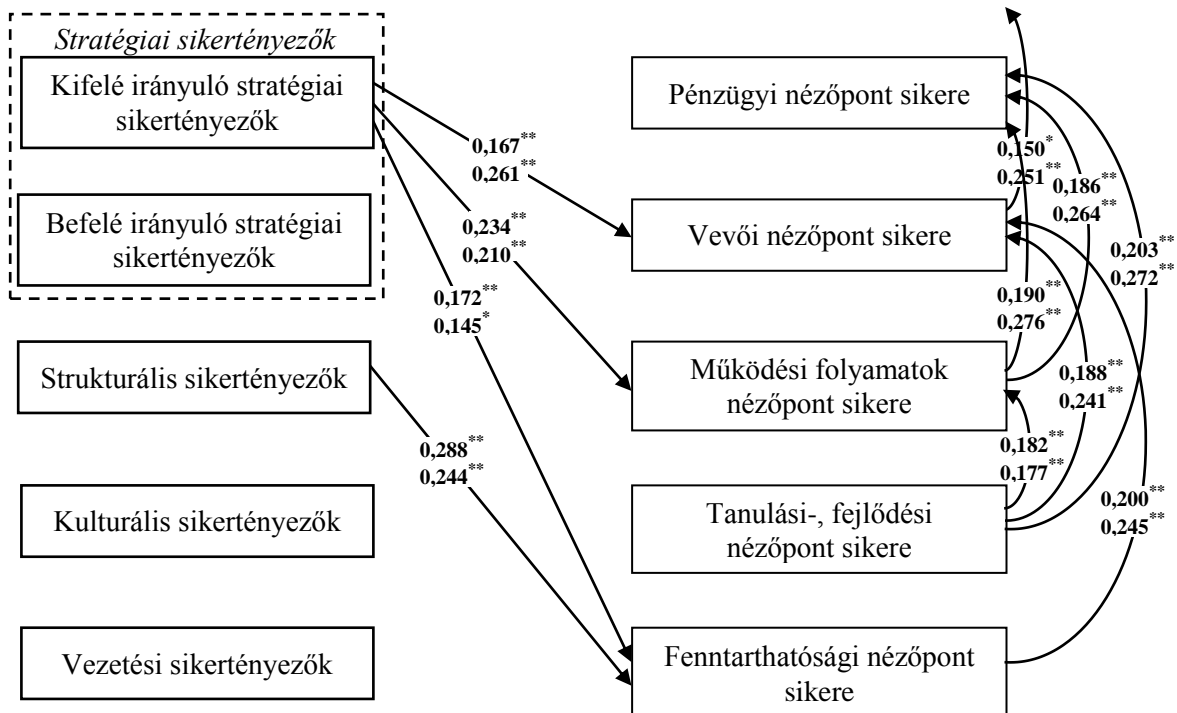 Stratégiai sikertényezők
Kifelé irányuló stratégiai
sikertényezők
Befelé irányuló stratégiai
sikertényezők
Strukturális sikertényezők
Kulturális sikertényezők
Vezetési sikertényezők
0,167**
0,261**
0,234**
0,210**
0,172**
0,145*
0,288**
0,244**
Pénzügyi nézőpont sikere
Vevői nézőpont sikere
Működési folyamatok
nézőpont sikere
Tanulási-, fejlődési
nézőpont sikere
Fenntarthatósági nézőpont
sikere
0,150*
0,251**
0,186**
0,264**
0,203**
0,272**
0,190**
0,276**
0,188**
0,241**
0,182**
0,177**
0,200**
0,245**